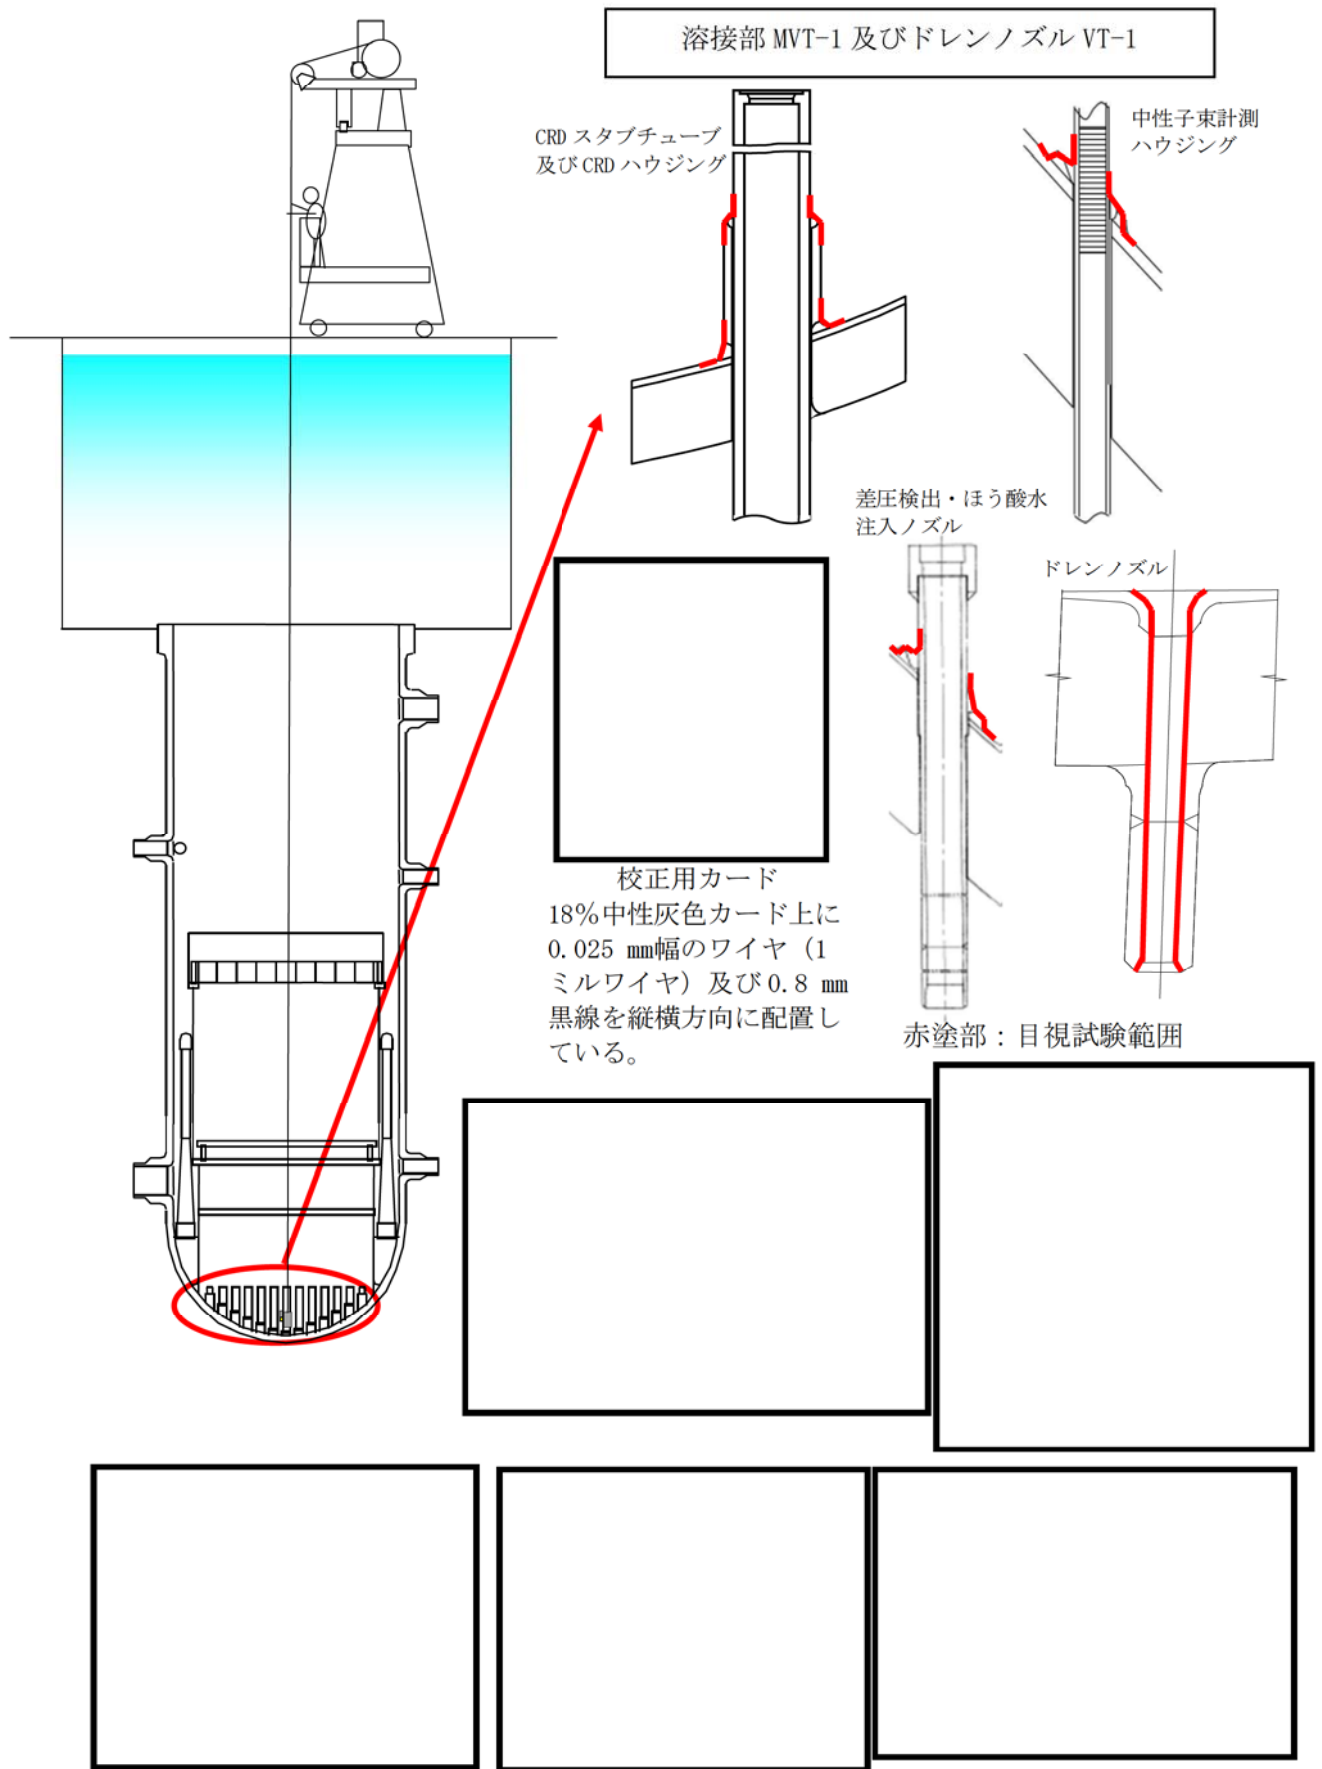 溶接部 MVT-1 及びドレンノズル VT-1
CRD スタブチューブ
及び CRD ハウジング
中性子束計測
ハウジング
差圧検出・ほう酸水
注入ノズル
ドレンノズル
校正用カード
18%中性灰色カード上に
0.025 mm幅のワイヤ（1
ミルワイヤ）及び 0.8 mm
黒線を縦横方向に配置し
ている。
赤塗部：目視試験範囲